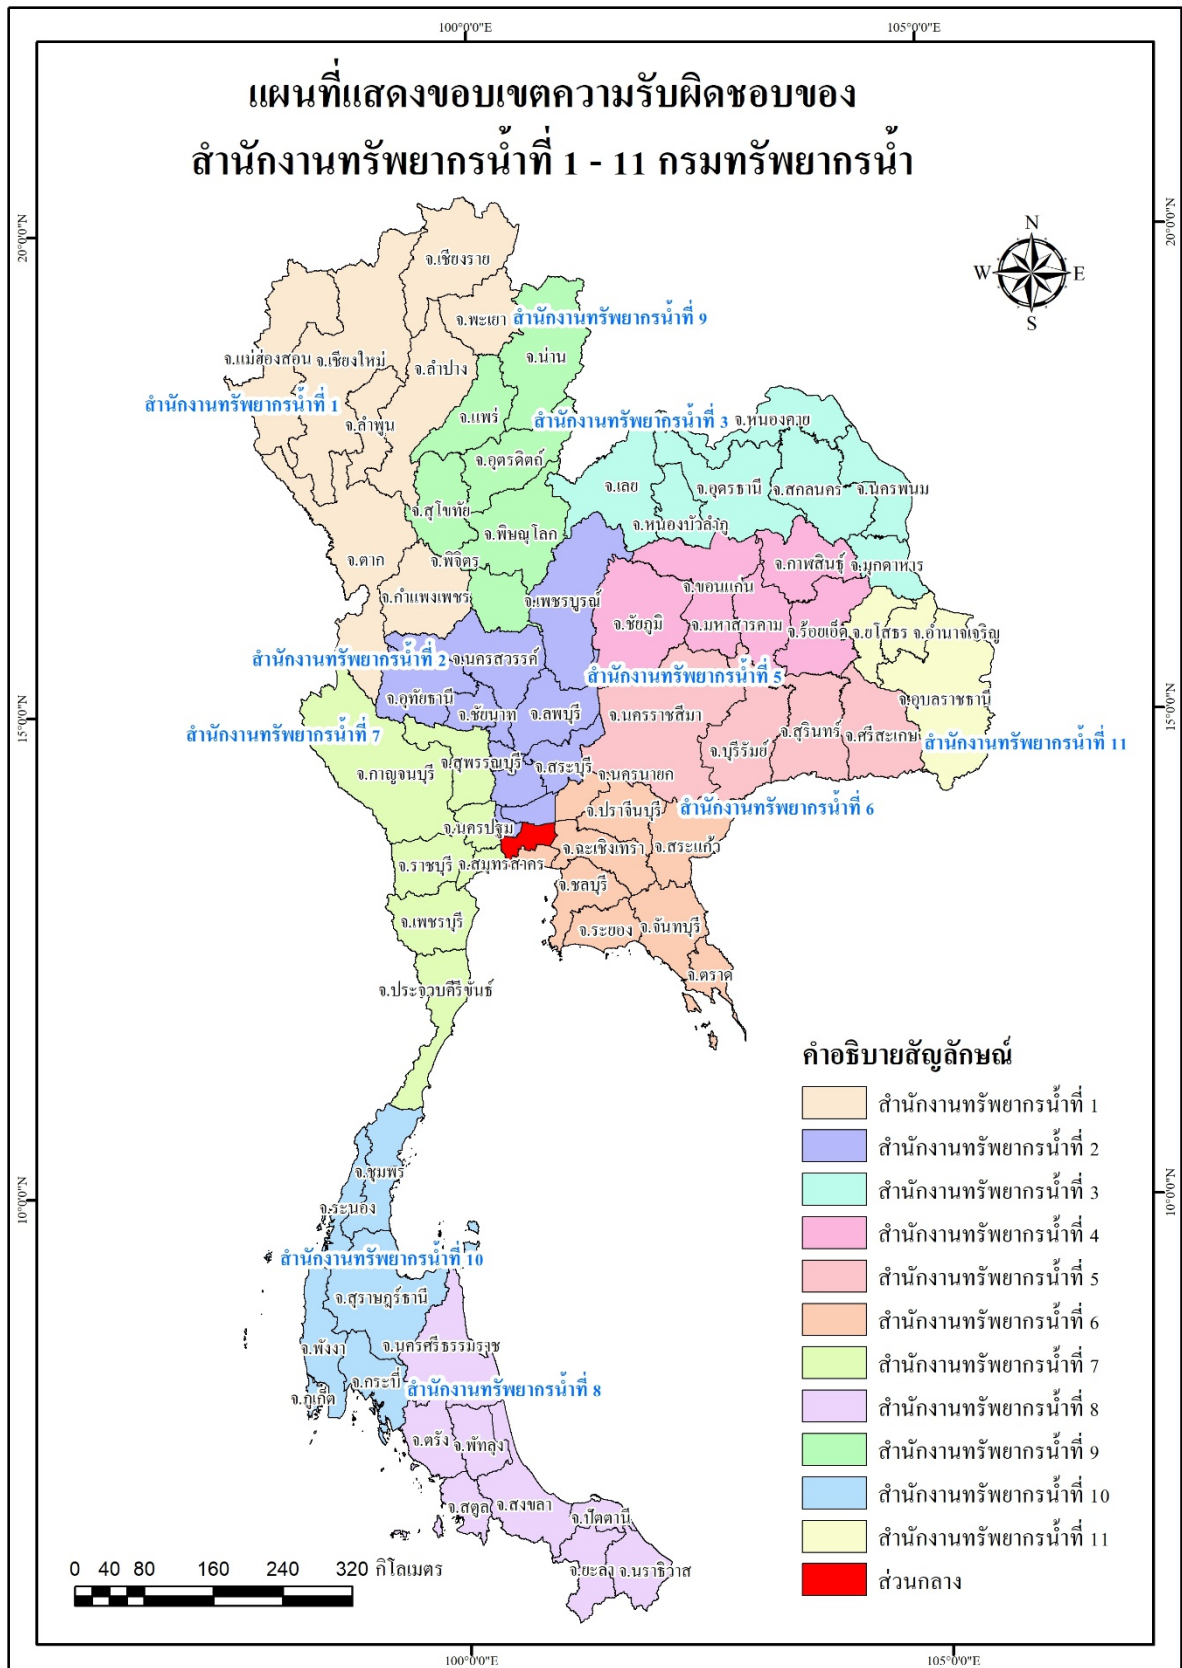 100°0'0"E
105°0'0"E
แผนที่แสดงขอบเขตความรับผิดชอบของ
สำนักงานทรัพยากรน้ำที่ 1 - 11 กรมทรัพยากรน้ำ
20°0'0"N
20°0'0"N
N
W
E
S
จ.เชียงราย
จ.พะเยา
สำนักงานทรัพยากรน้ำที่ 9
จ.น่าน
จ.แม่ฮ่องสอน
จ.เชียงใหม่
จ.ลำปาง
สำนักงานทรัพยากรน้ำที่ 1
จ.ลำพูน
จ.แพร่
สำนักงานทรัพยากรน้ำที่ 3
จ.หนองคาย
จ.อุตรดิตถ์
จ.เลย
จ.อุดรธานี
จ.สกลนคร
จ.นครพนม
จ.สุโขทัย
จ.พิษณุโลก
จ.หนองบัวลำภู
จ.ตาก
จ.พิจิตร
จ.กาฬสินธุ์
จ.มุกดาหาร
จ.ขอนแก่น
จ.กำแพงเพชร
จ.เพชรบูรณ์
จ.ชัยภูมิ
จ.มหาสารคาม
จ.ร้อยเอ็ด
จ.ยโสธร
จ.อำนาจเจริญ
สำนักงานทรัพยากรน้ำที่ 2
จ.นครสวรรค์
สำนักงานทรัพยากรน้ำที่ 5
จ.อุทัยธานี
จ.ชัยนาท
จ.ลพบุรี
จ.นครราชสีมา
จ.อุบลราชธานี
15°0'0"N
15°0'0"N
สำนักงานทรัพยากรน้ำที่ 7
จ.สุรินทร์
จ.ศรีสะเกษ
สำนักงานทรัพยากรน้ำที่ 11
จ.บุรีรัมย์
จ.กาญจนบุรี
จ.สุพรรณบุรี
จ.สระบุรี
จ.นครนายก
จ.ปราจีนบุรี
สำนักงานทรัพยากรน้ำที่ 6
จ.นครปฐม
จ.ฉะเชิงเทรา
จ.สระแก้ว
จ.ราชบุรี
จ.สมุทรสาคร
จ.ชลบุรี
จ.เพชรบุรี
จ.ระยอง
จ.จันทบุรี
จ.ตราด
จ.ประจวบคีรีขันธ์
จ.ชุมพร
จ.ระนอง
10°0'0"N
10°0'0"N
สำนักงานทรัพยากรน้ำที่ 10
จ.สุราษฎร์ธานี
จ.พังงา
จ.นครศรีธรรมราช
จ.กระบี่
สำนักงานทรัพยากรน้ำที่ 8
จ.ภูเก็ต
จ.ตรัง
จ.พัทลุง
จ.สตูล
จ.สงขลา
จ.ปัตตานี
จ.ยะลา
จ.นราธิวาส
คำอธิบายสัญลักษณ์
สำนักงานทรัพยากรน้ำที่ 1
สำนักงานทรัพยากรน้ำที่ 2
สำนักงานทรัพยากรน้ำที่ 3
สำนักงานทรัพยากรน้ำที่ 4
สำนักงานทรัพยากรน้ำที่ 5
สำนักงานทรัพยากรน้ำที่ 6
สำนักงานทรัพยากรน้ำที่ 7
สำนักงานทรัพยากรน้ำที่ 8
สำนักงานทรัพยากรน้ำที่ 9
สำนักงานทรัพยากรน้ำที่ 10
สำนักงานทรัพยากรน้ำที่ 11
ส่วนกลาง
0 40 80 160 240 320 กิโลเมตร
100°0'0"E
105°0'0"E